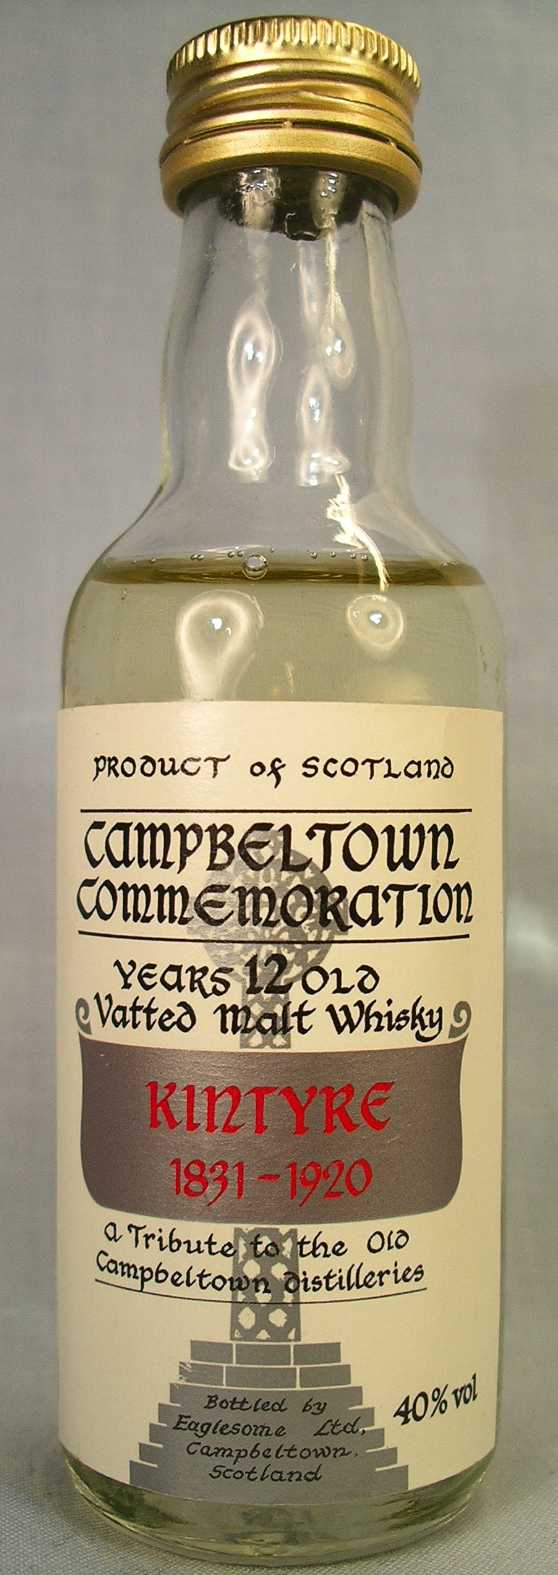 PRODUCT of SCOTLAND
CAMPBELTOWN
COMMEMORATION
YEARS 12 OLD
Vatted Malt Whisky
KINTYRE
1831-1920
A Tribute to the Old
Campbeltown Distilleries
40% vol
Bottled by
Eaglesome Ltd,
Campbeltown,
Scotland